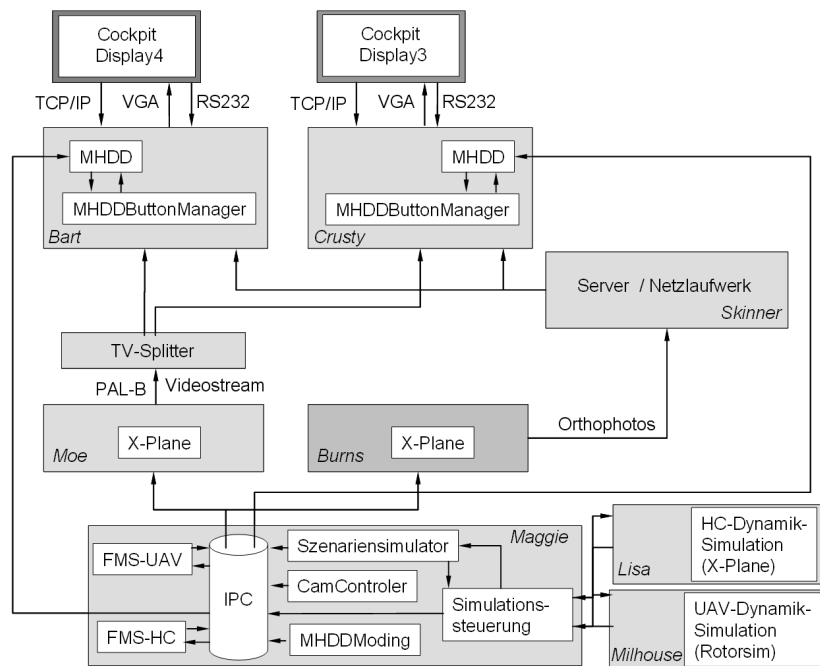 Cockpit
Display4
Cockpit
Display3
TCP/IP VGA RS232
TCP/IP VGA RS232
MHDD
MHDDButtonManager
Bart
MHDD
MHDDButtonManager
Crusty
Server / Netzlaufwerk
Skinner
TV-Splitter
PAL-B Videostream
X-Plane
Moe
X-Plane
Burns
Orthophotos
Maggie
FMS-UAV
IPC
FMS-HC
Szenariensimulator
CamControler
MHDDModing
Simulations-
steuerung
HC-Dynamik-
Simulation
(X-Plane)
Lisa
UAV-Dynamik-
Simulation
(Rotorsim)
Milhouse